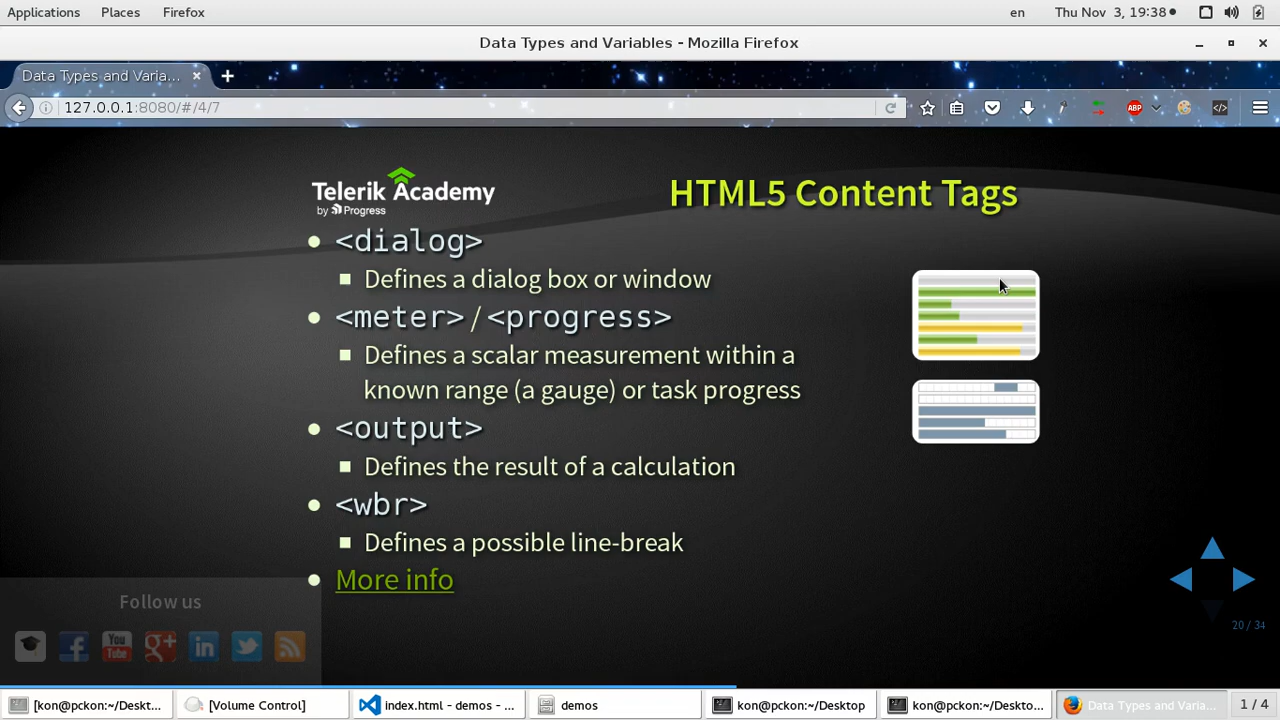 Applications Places Firefox en Thu Nov 3, 19:38
Data Types and Variables - Mozilla Firefox
Data Types and Varia...
127.0.0.1:8080/#/4/7
ABP
Telerik Academy
by Progress
HTML5 Content Tags
<dialog>
Defines a dialog box or window
<meter> / <progress>
Defines a scalar measurement within a
known range (a gauge) or task progress
<output>
Defines the result of a calculation
<wbr>
Defines a possible line-break
More info
Follow us
You Tube g+ in
20 / 34
[kon@pckon:~/Deskt... [Volume Control] index.html - demos - ... demos kon@pckon:~/Desktop kon@pckon:~/Deskto... Data Types and Varia... 1 / 4